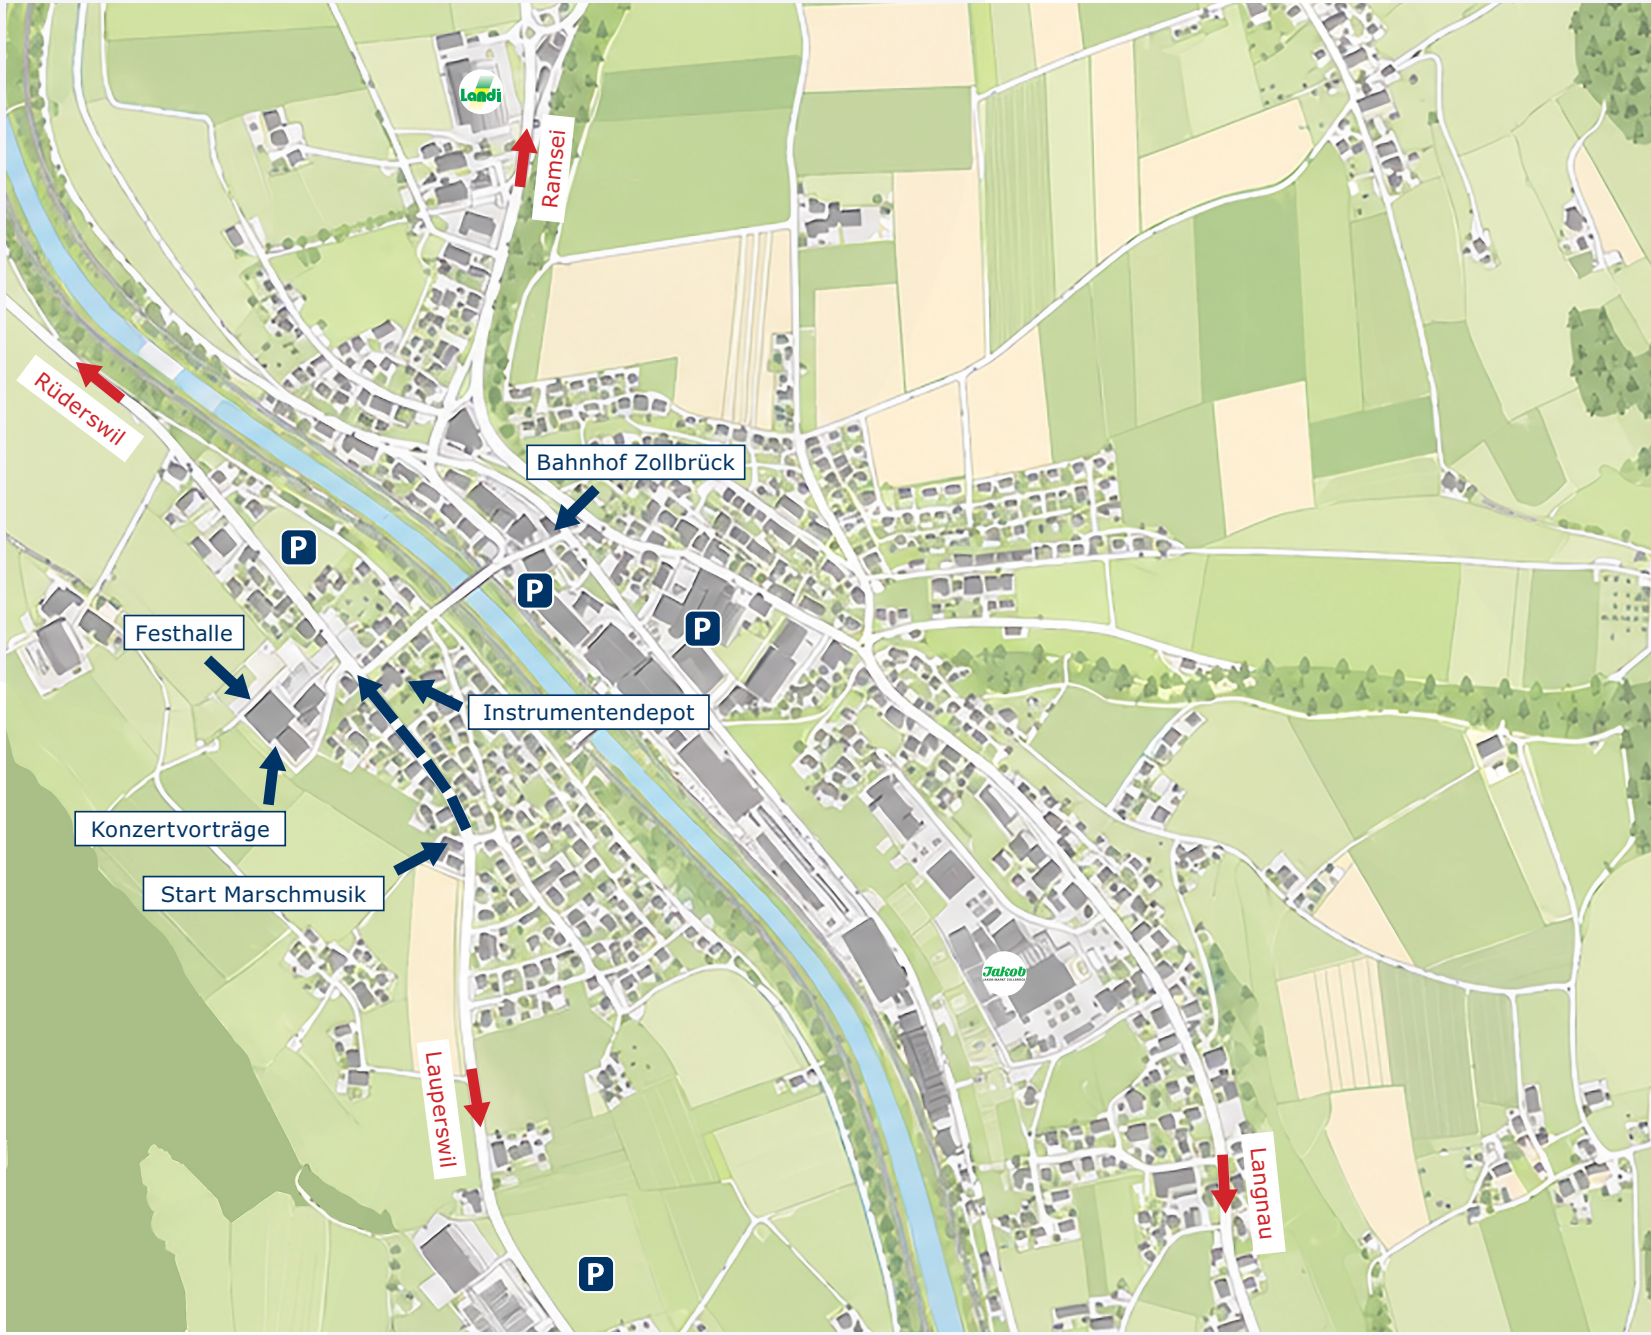 Landi
Ramsei
Rüderswil
Bahnhof Zollbrück
P
P
P
Festhalle
Instrumentendepot
Konzertvorträge
Start Marschmusik
Jakob
Lauperswil
Langnau
P